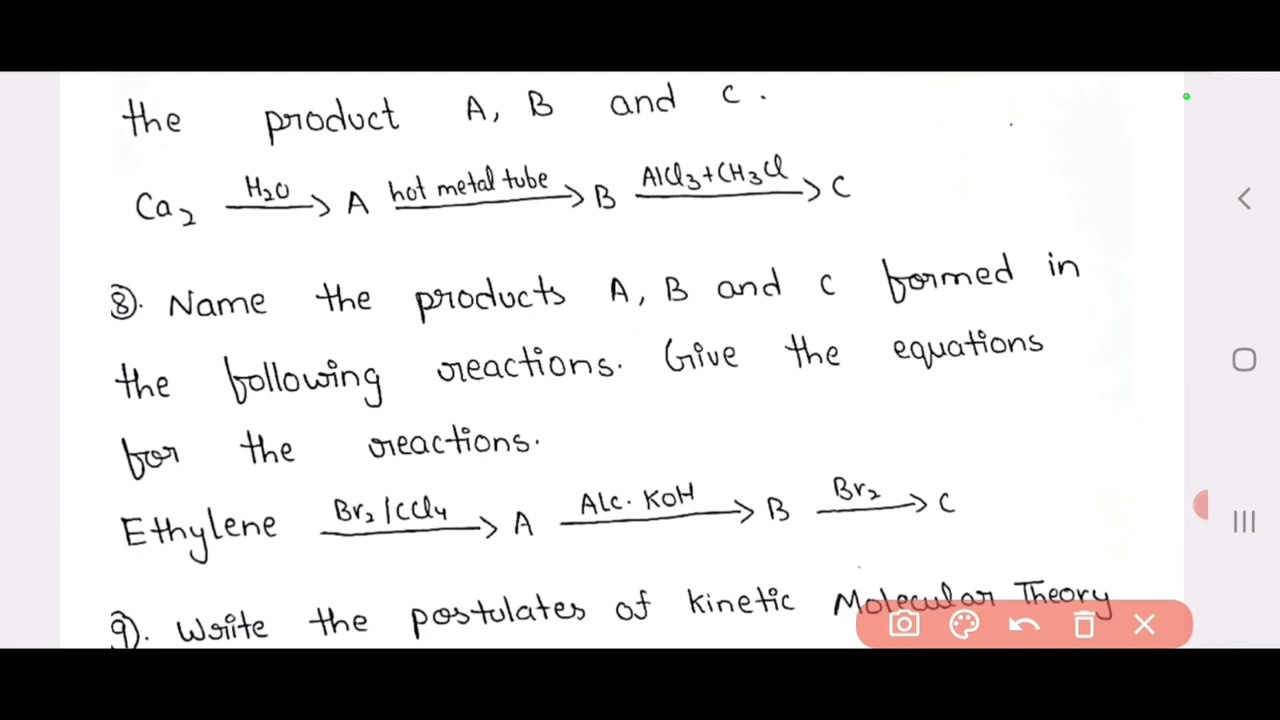 the product A, B and C.
Ca₂ H₂O → A hot metal tube → B AlCl₃+CH₃Cl → C
8). Name the products A, B and C formed in
the following reactions. Give the equations
for the reactions.
Ethylene Br₂/CCl₄ → A Alc. KOH → B Br₂ → C
9). Write the postulates of kinetic Molecular Theory